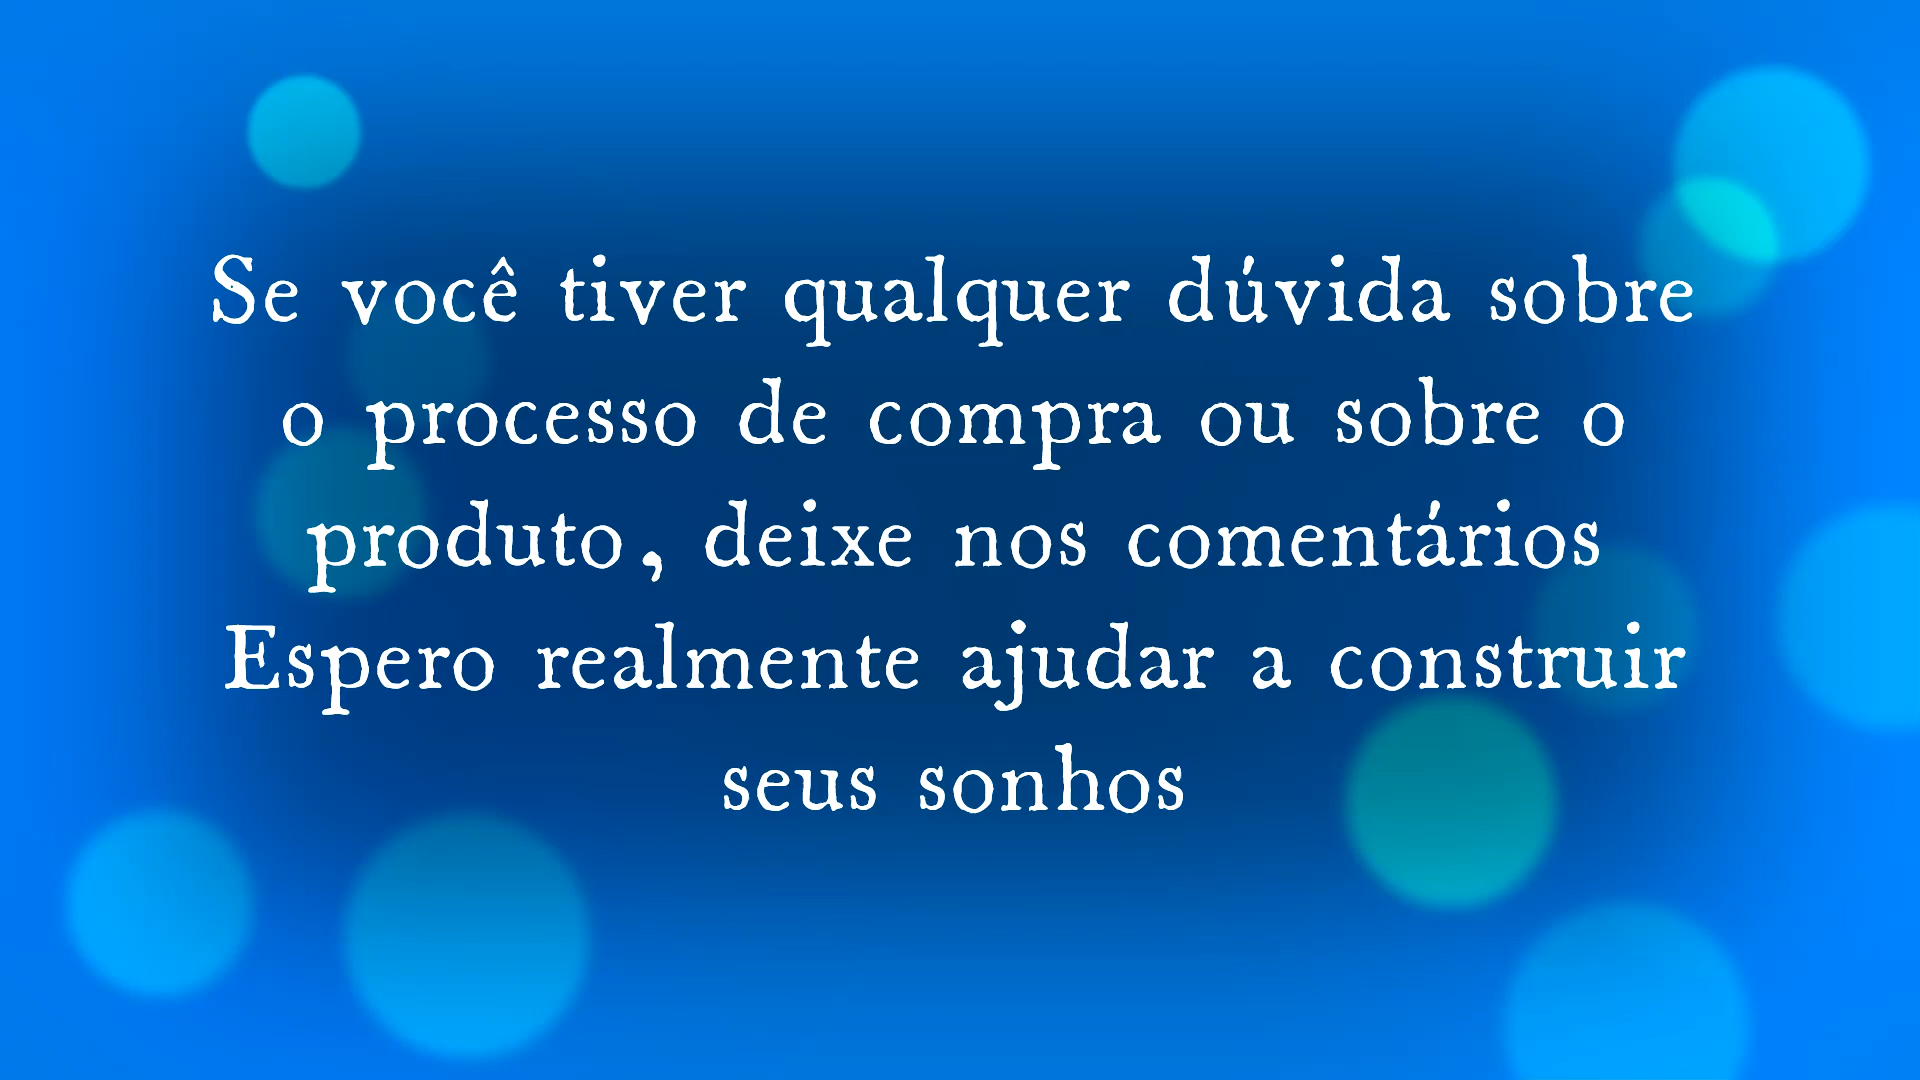 Se você tiver qualquer dúvida sobre
o processo de compra ou sobre o
produto, deixe nos comentários
Espero realmente ajudar a construir
seus sonhos